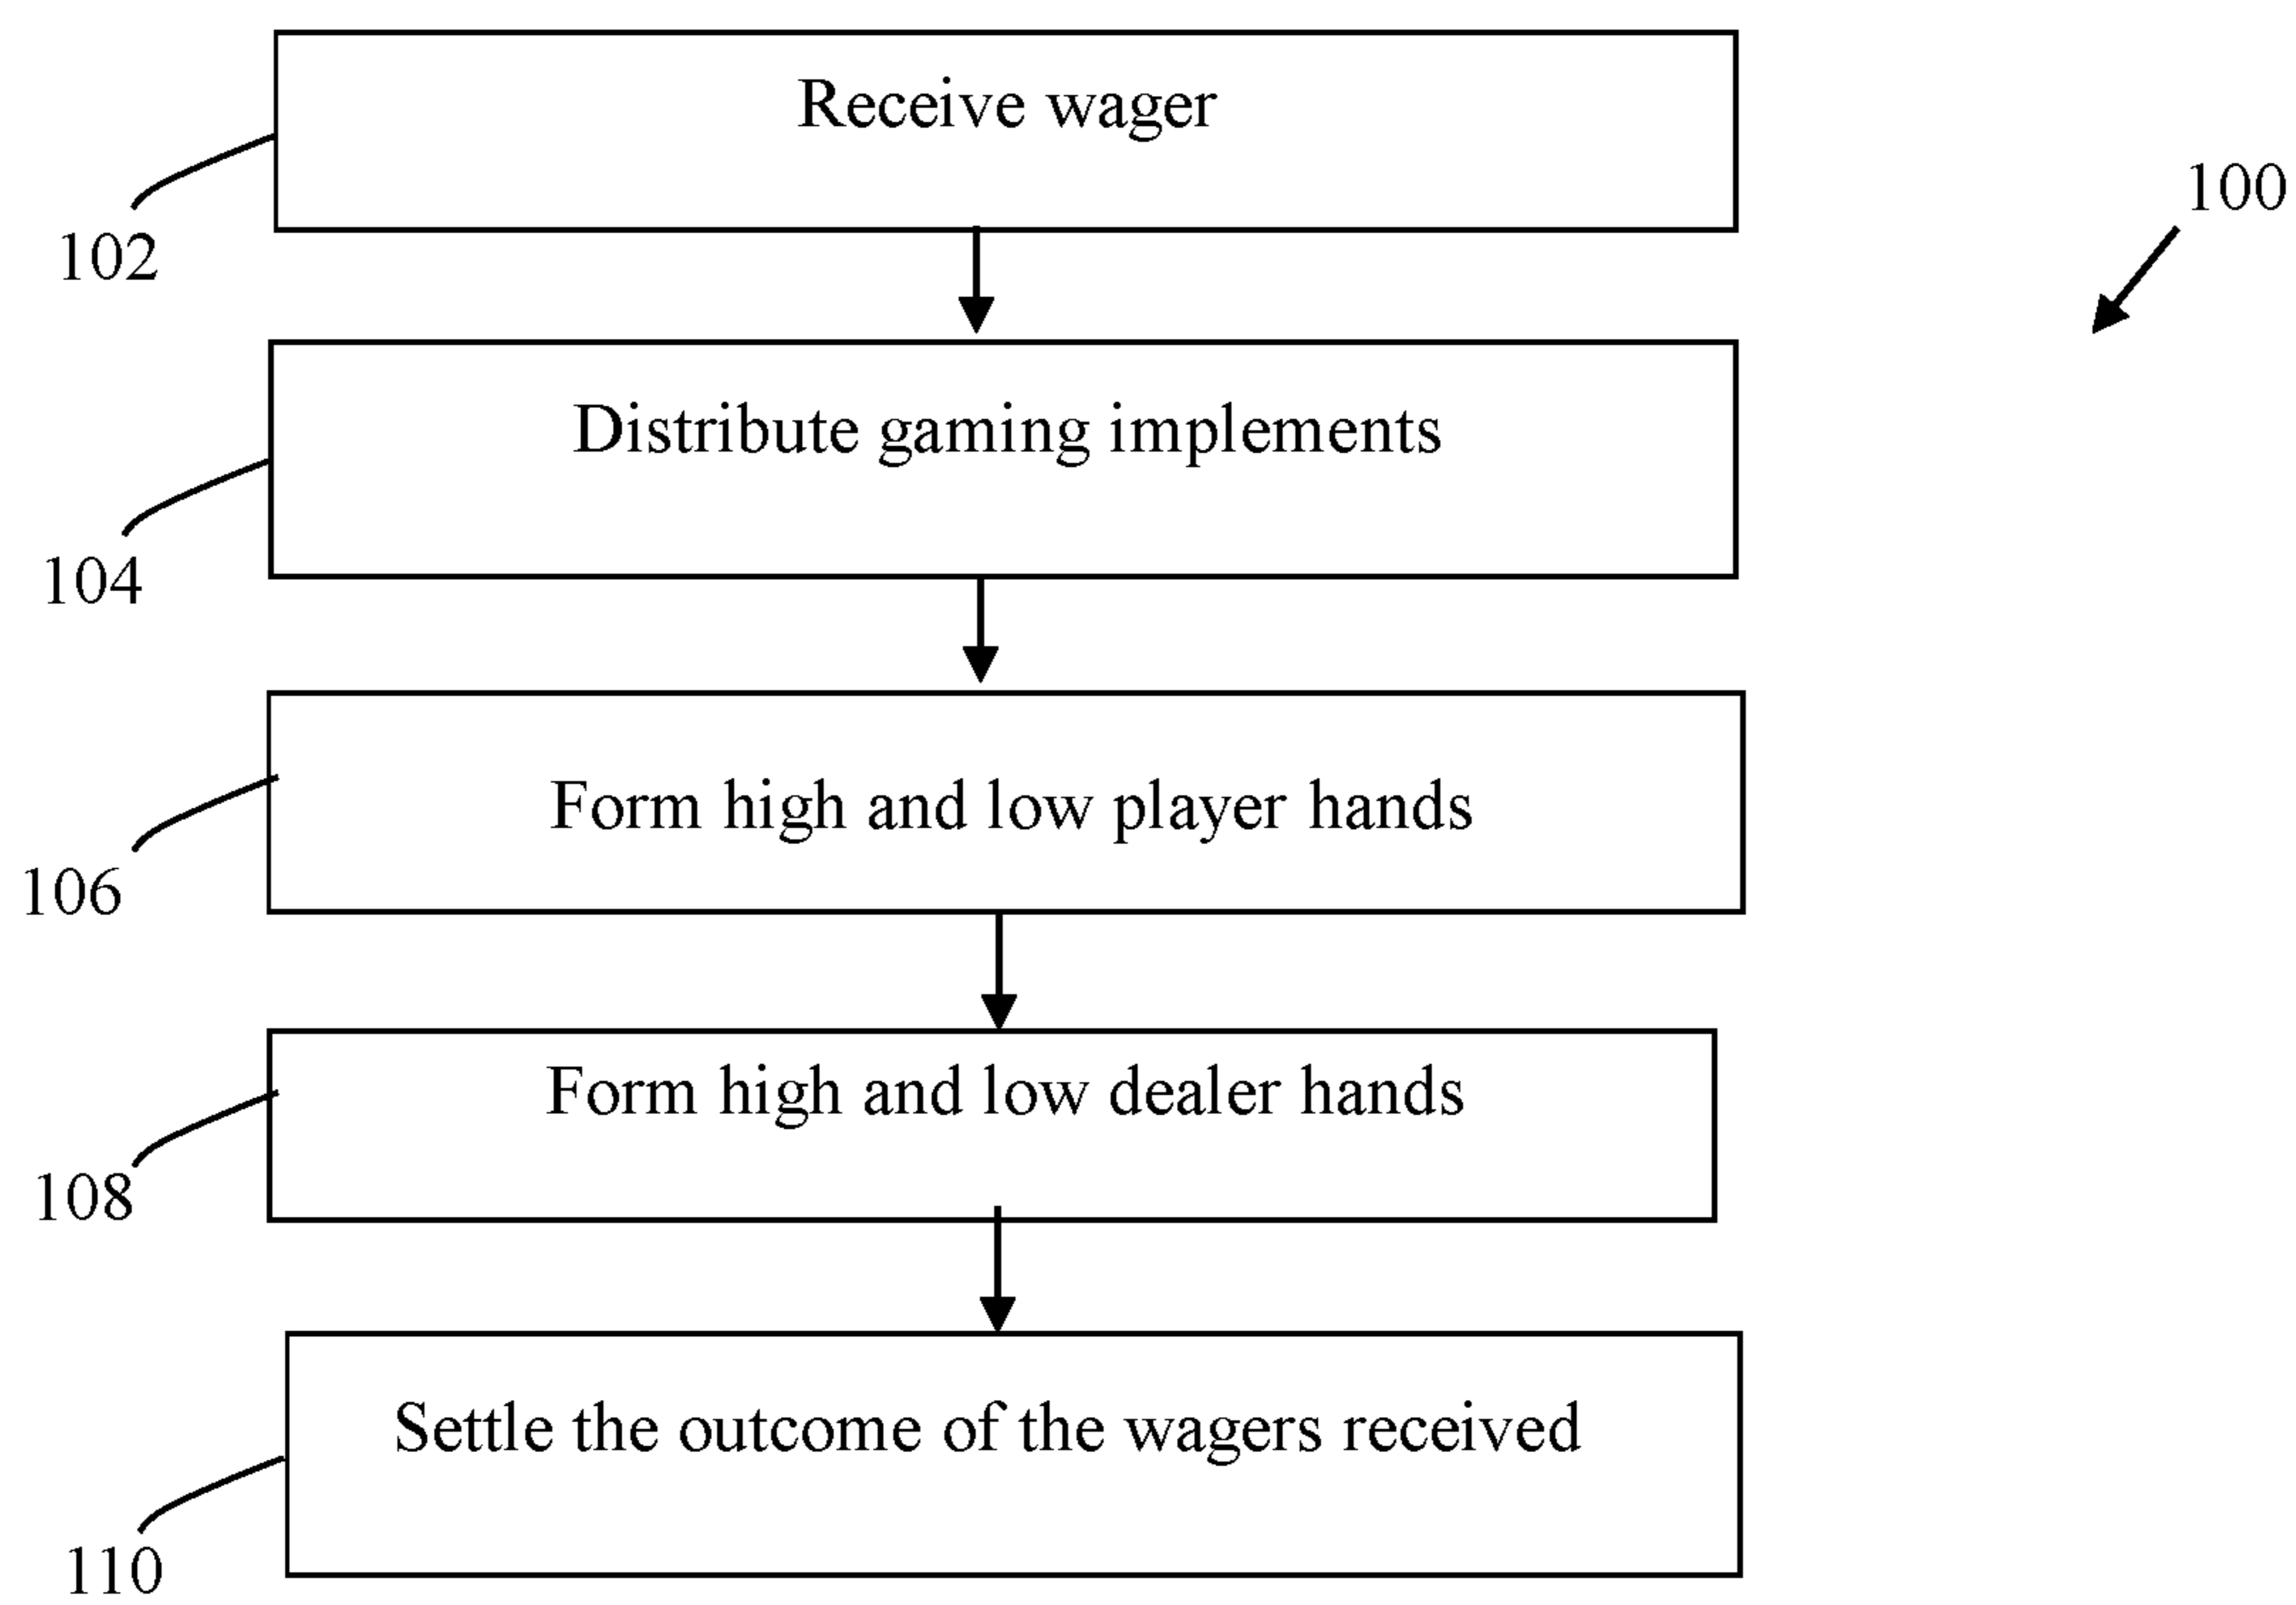 Receive wager
100
102
Distribute gaming implements
104
Form high and low player hands
106
Form high and low dealer hands
108
Settle the outcome of the wagers received
110